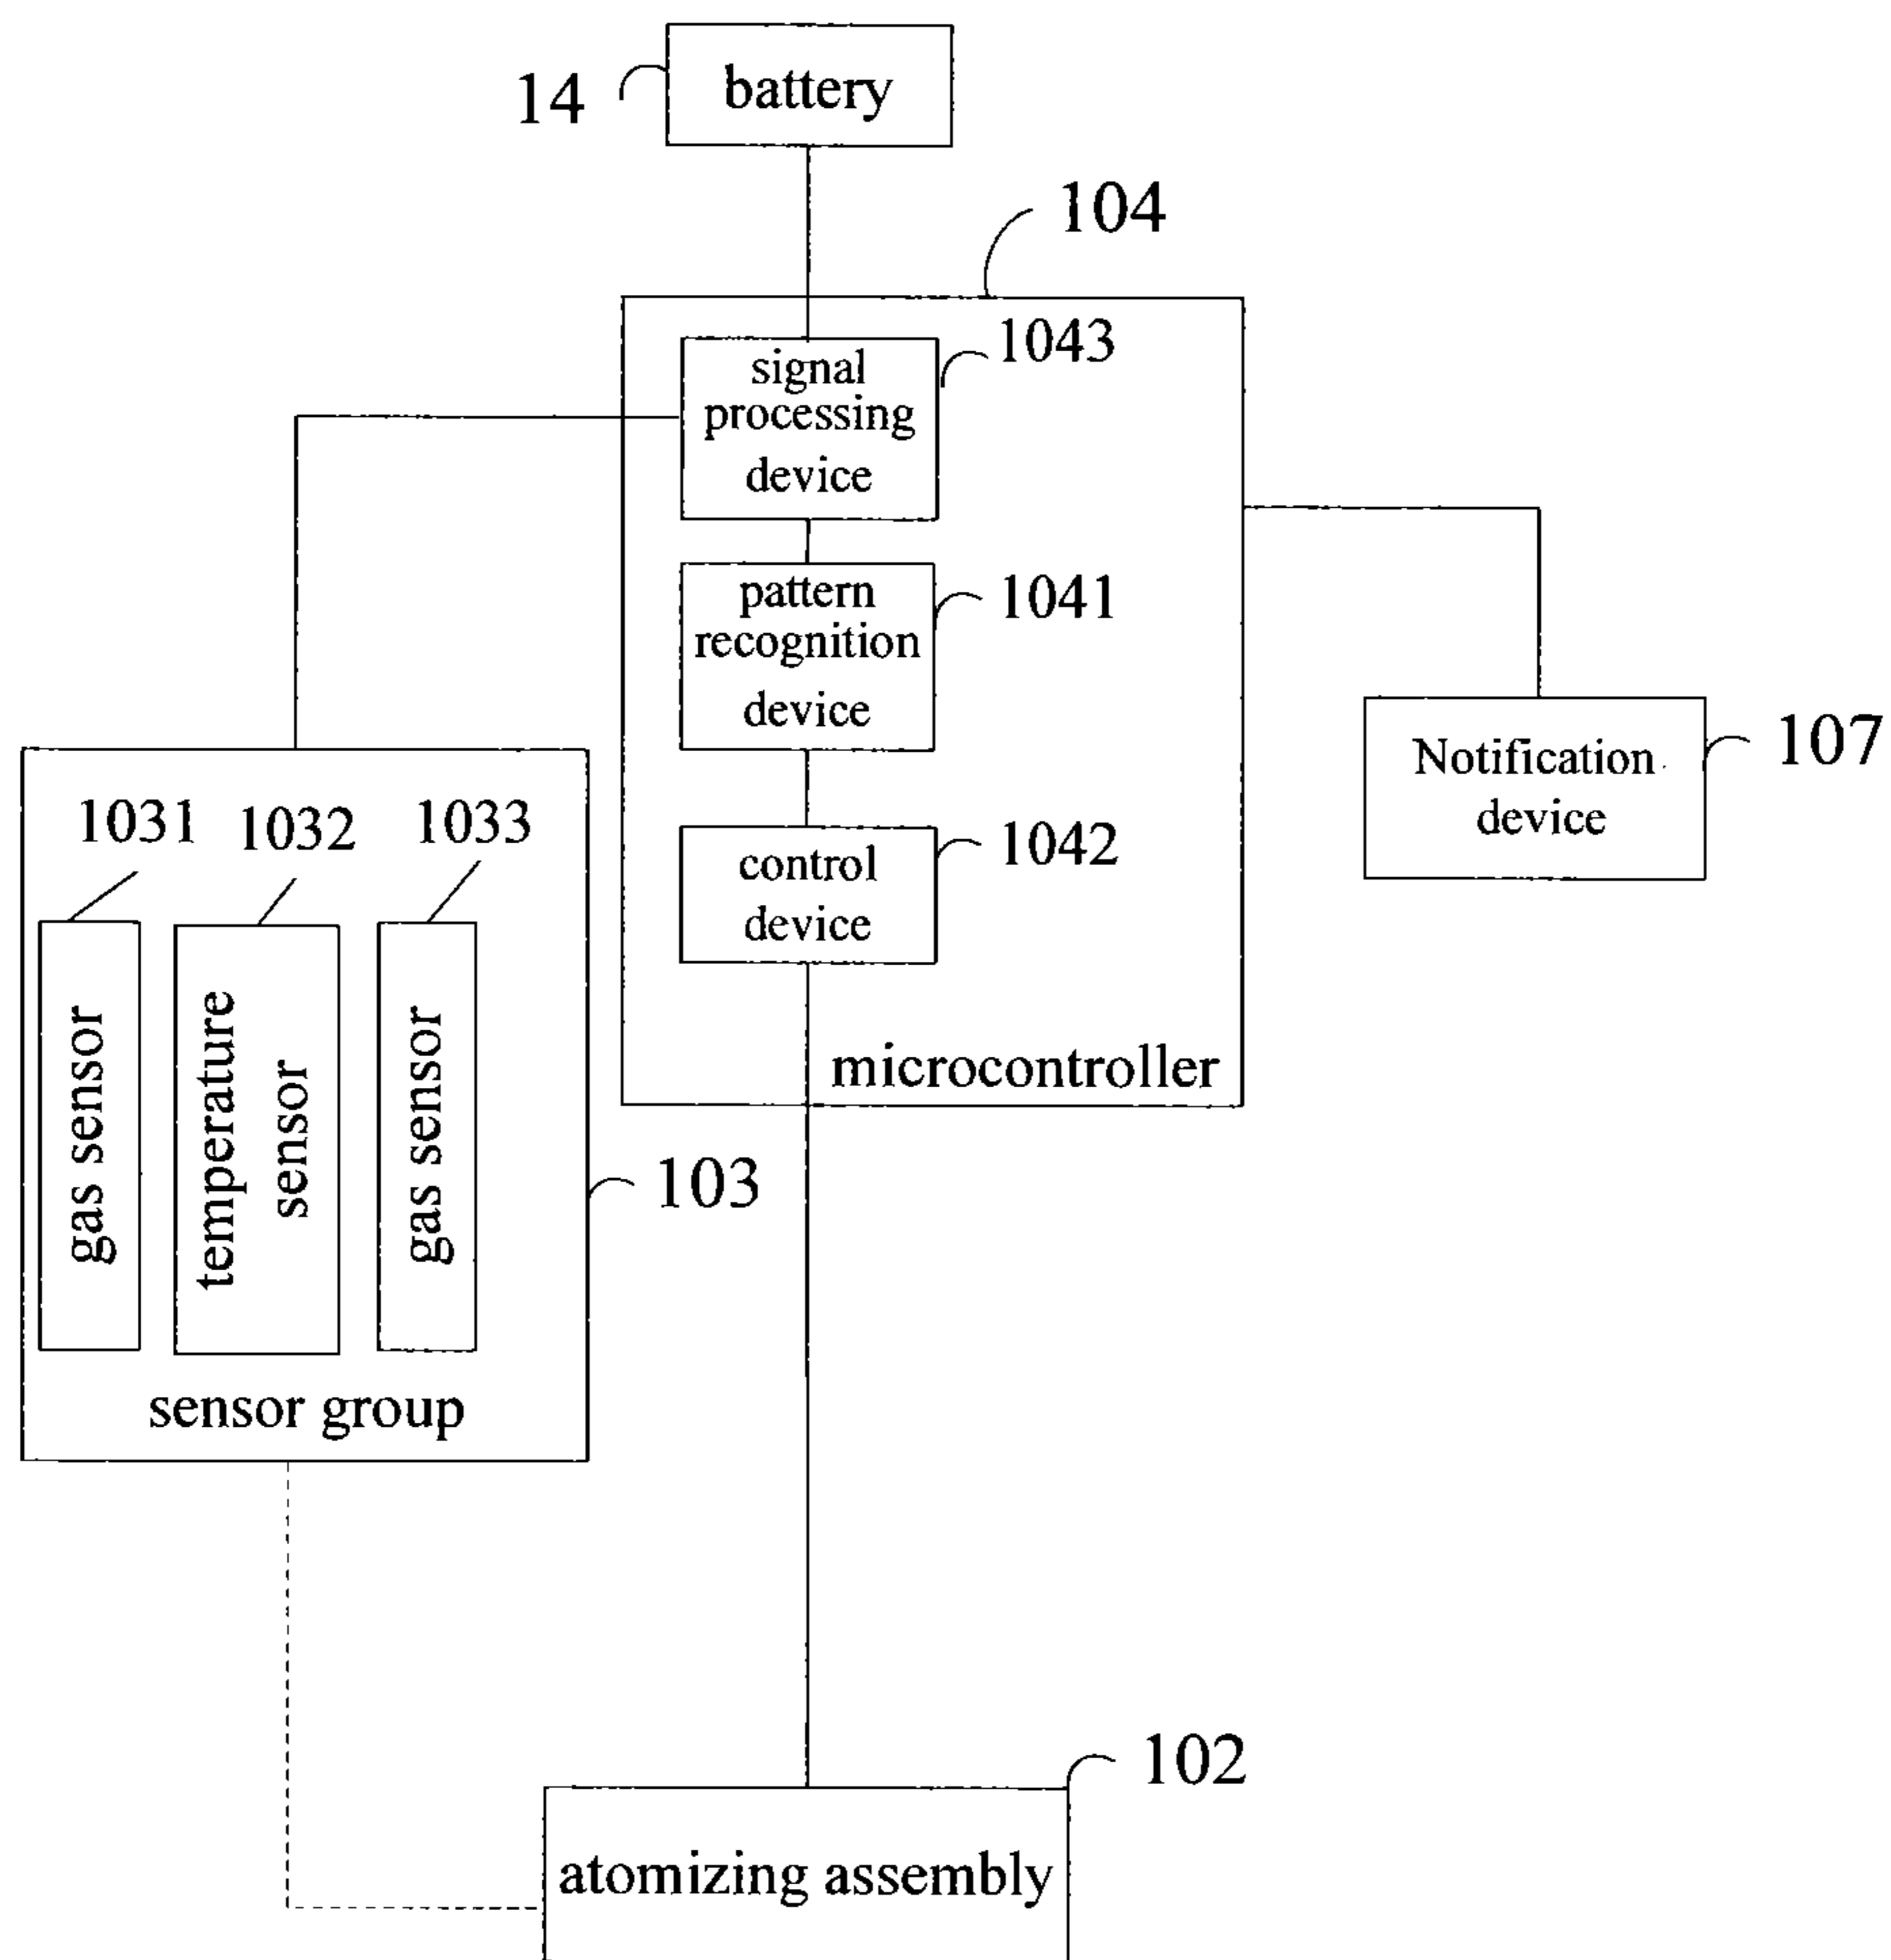 14
battery
104
signal
processing
device
1043
pattern
recognition
device
1041
control
device
1042
microcontroller
Notification
device
107
1031
1032
1033
gas sensor
temperature
sensor
gas sensor
sensor group
103
102
atomizing assembly